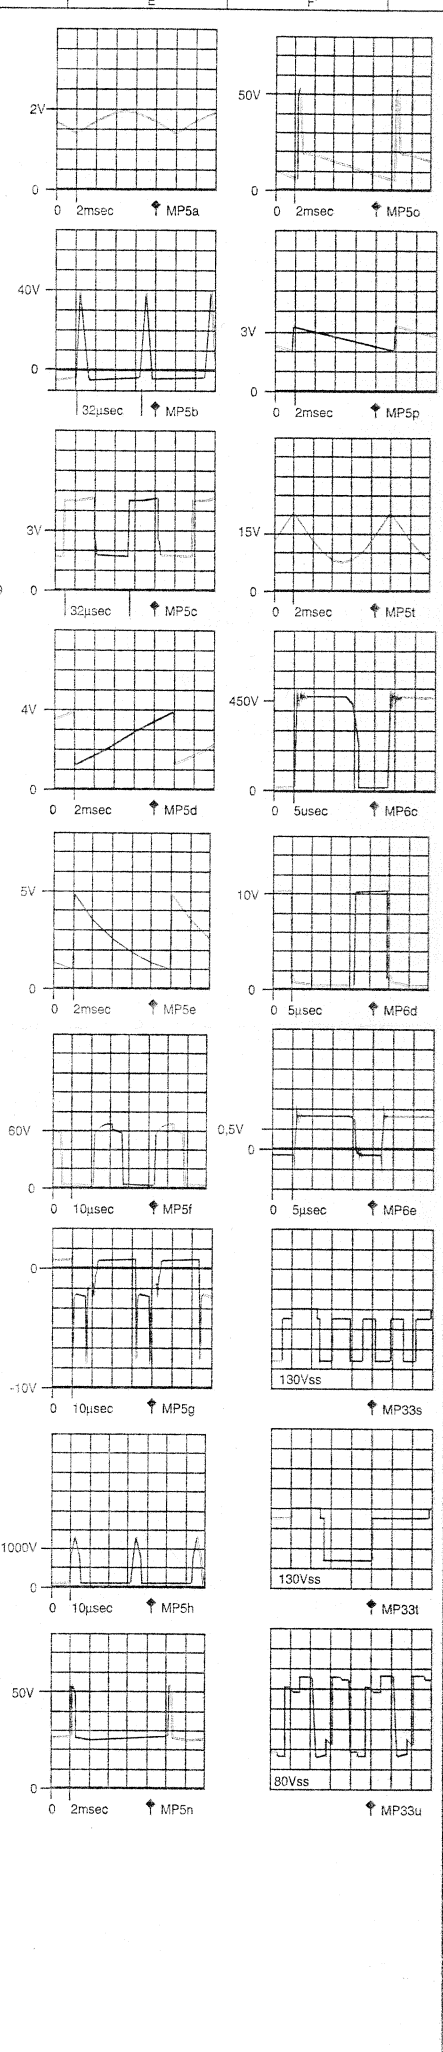 E F
2V
0
0 2msec MP5a
40V
0
32µsec MP5b
3V
0
32µsec MP5c
4V
0
0 2msec MP5d
5V
0
0 2msec MP5e
60V
0
0 10µsec MP5f
0
-10V
0 10µsec MP5g
1000V
0
0 10µsec MP5h
50V
0
0 2msec MP5n
50V
0
0 2msec MP5o
3V
0
0 2msec MP5p
15V
0
0 2msec MP5t
450V
0
0 5usec MP6c
10V
0
0 5µsec MP6d
0,5V
0
0 5µsec MP6e
130Vss
MP33s
130Vss
MP33t
80Vss
MP33u